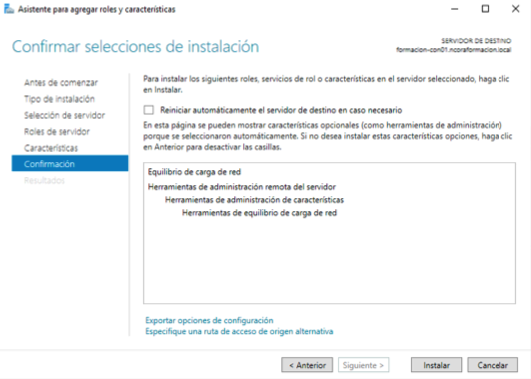 Asistente para agregar roles y características
Confirmar selecciones de instalación
SERVIDOR DE DESTINO
formacion-con01.ncoraformacion.local
Antes de comenzar
Tipo de instalación
Selección de servidor
Roles de servidor
Características
Confirmación
Resultados
Para instalar los siguientes roles, servicios de rol o características en el servidor seleccionado, haga clic
en Instalar.
Reiniciar automáticamente el servidor de destino en caso necesario
En esta página se pueden mostrar características opcionales (como herramientas de administración)
porque se seleccionaron automáticamente. Si no desea instalar estas características opciones, haga clic
en Anterior para desactivar las casillas.
Equilibrio de carga de red
Herramientas de administración remota del servidor
Herramientas de administración de características
Herramientas de equilibrio de carga de red
Exportar opciones de configuración
Especifique una ruta de acceso de origen alternativa
< Anterior
Siguiente >
Instalar
Cancelar